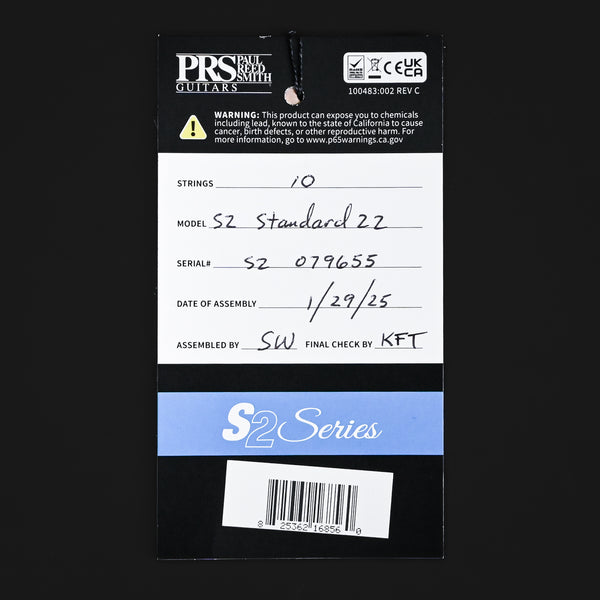 PRS PAUL REED SMITH
GUITARS
CE UKCA
100483:002 REV C
WARNING: This product can expose you to chemicals
including lead, known to the state of California to cause
cancer, birth defects, or other reproductive harm. For
more information, go to www.p65warnings.ca.gov
STRINGS 10
MODEL S2 Standard 22
SERIAL# S2 079655
DATE OF ASSEMBLY 1/29/25
ASSEMBLED BY SW FINAL CHECK BY KFT
S2 Series
8 25362 16856 0